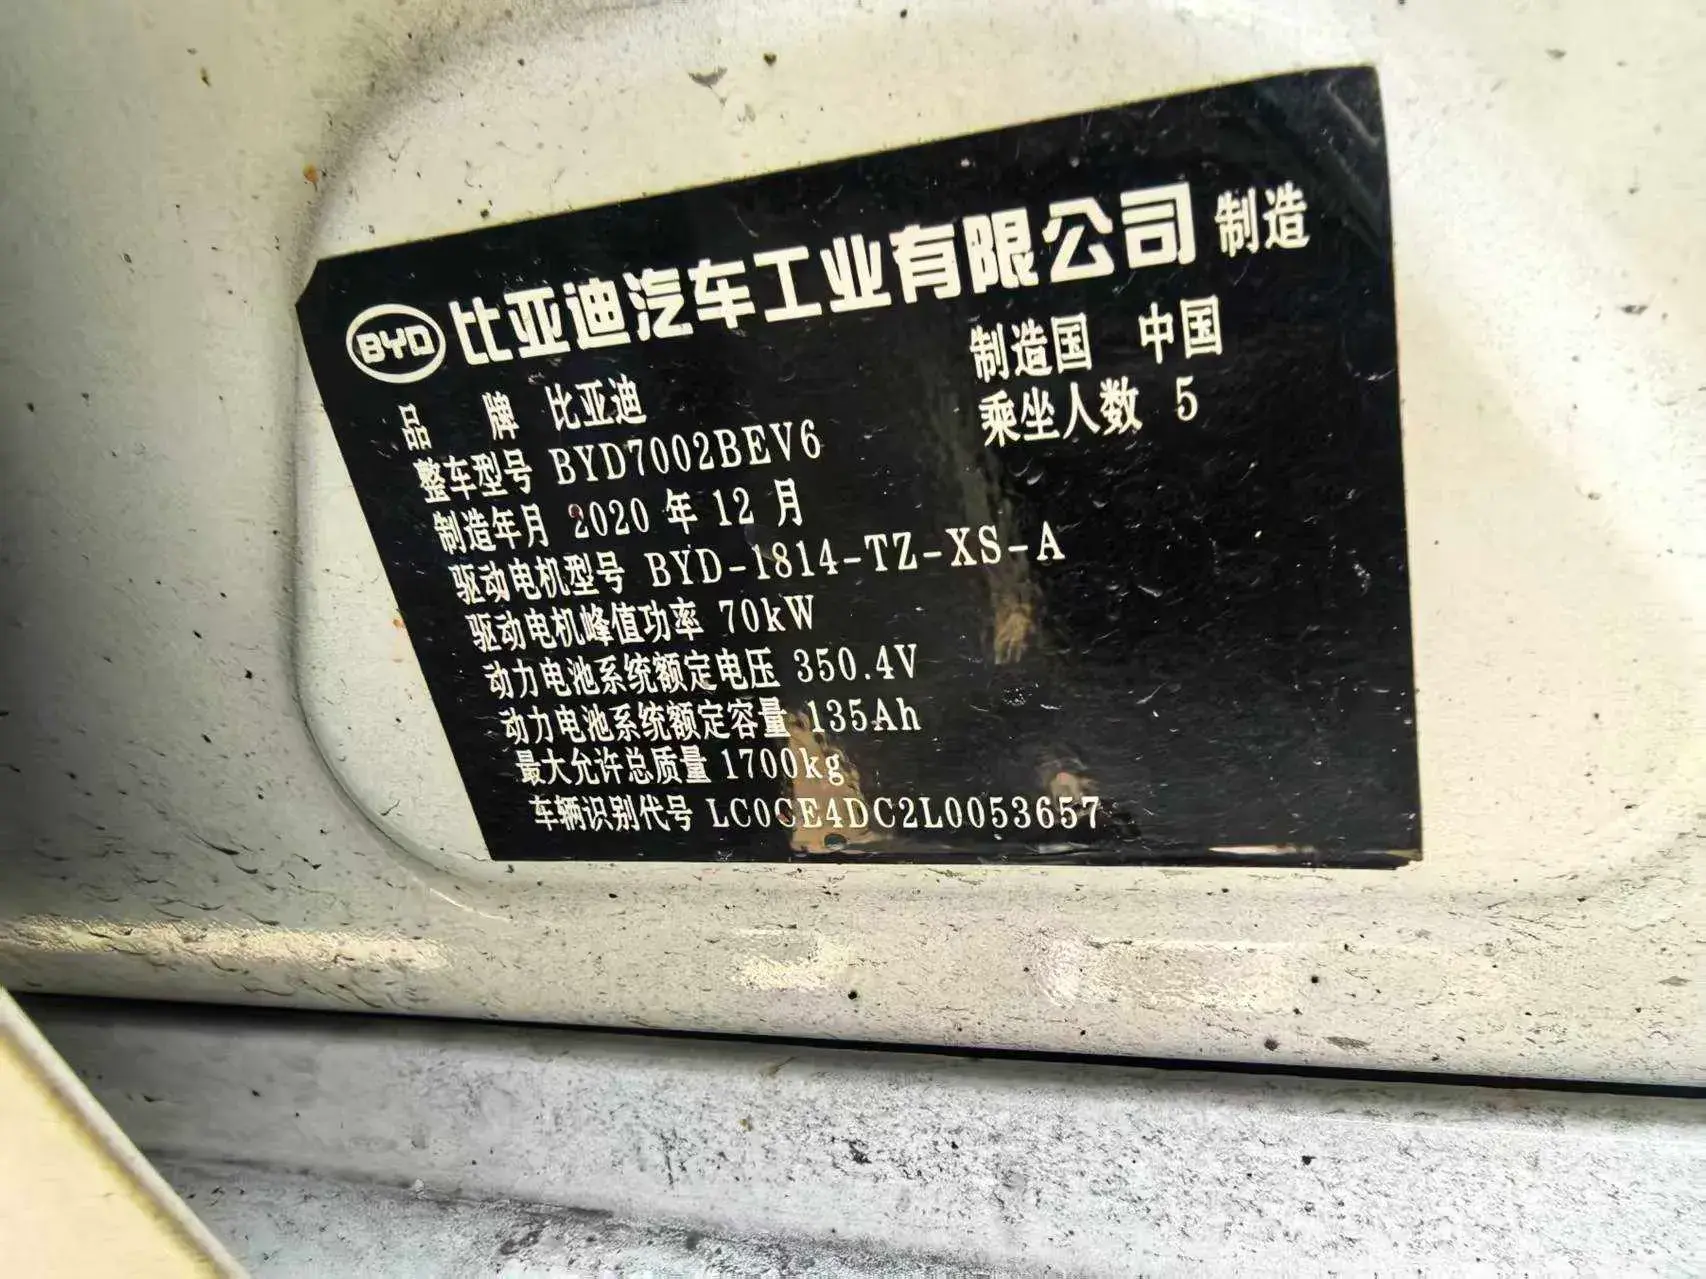 BYD 比亚迪汽车工业有限公司 制造
制造国 中国
品牌 比亚迪
乘坐人数 5
整车型号 BYD7002BEV6
制造年月 2020 年 12 月
驱动电机型号 BYD-1814-TZ-XS-A
驱动电机峰值功率 70kW
动力电池系统额定电压 350.4V
动力电池系统额定容量 135Ah
最大允许总质量 1700kg
车辆识别代号 LC0CE4DC2L0053657